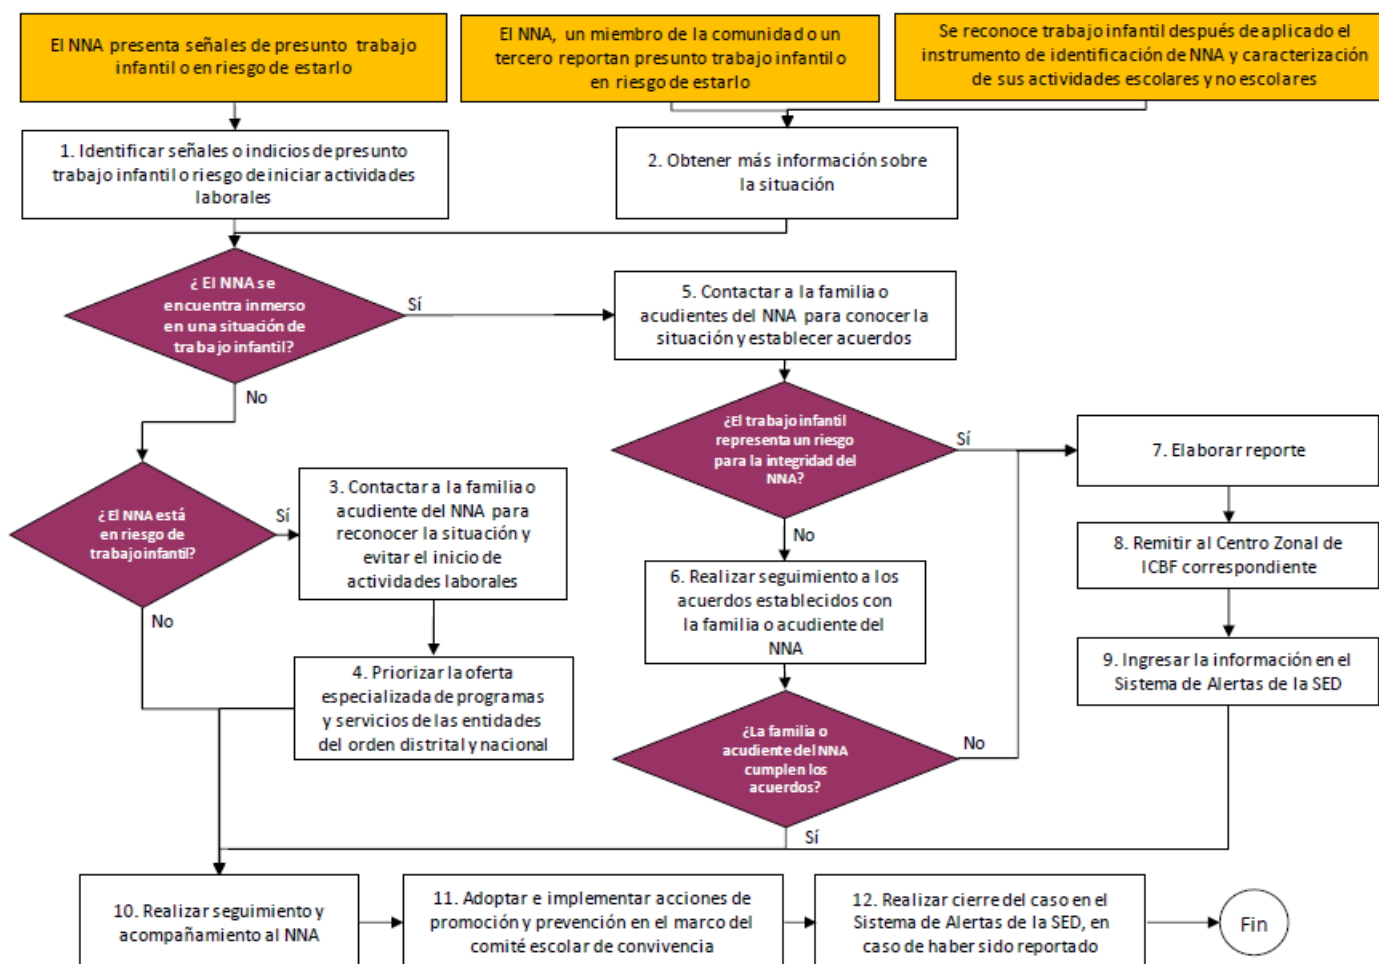 El NNA presenta señales de presunto trabajo
infantil o en riesgo de estarlo
El NNA, un miembro de la comunidad o un
tercero reportan presunto trabajo infantil o
en riesgo de estarlo
Se reconoce trabajo infantil después de aplicado el
instrumento de identificación de NNA y caracterización
de sus actividades escolares y no escolares
1. Identificar señales o indicios de presunto
trabajo infantil o riesgo de iniciar actividades
laborales
2. Obtener más información sobre
la situación
¿ El NNA se
encuentra inmerso
en una situación de
trabajo infantil?
Sí
No
5. Contactar a la familia o
acudientes del NNA para conocer la
situación y establecer acuerdos
¿El trabajo infantil
representa un riesgo
para la integridad del
NNA?
Sí
No
7. Elaborar reporte
¿El NNA está
en riesgo de
trabajo infantil?
Sí
No
3. Contactar a la familia o
acudiente del NNA para
reconocer la situación y
evitar el inicio de
actividades laborales
8. Remitir al Centro Zonal de
ICBF correspondiente
6. Realizar seguimiento a los
acuerdos establecidos con
la familia o acudiente del
NNA
4. Priorizar la oferta
especializada de programas
y servicios de las entidades
del orden distrital y nacional
9. Ingresar la información en el
Sistema de Alertas de la SED
¿La familia o
acudiente del NNA
cumplen los
acuerdos?
No
Sí
10. Realizar seguimiento y
acompañamiento al NNA
11. Adoptar e implementar acciones de
promoción y prevención en el marco del
comité escolar de convivencia
12. Realizar cierre del caso en el
Sistema de Alertas de la SED, en
caso de haber sido reportado
Fin